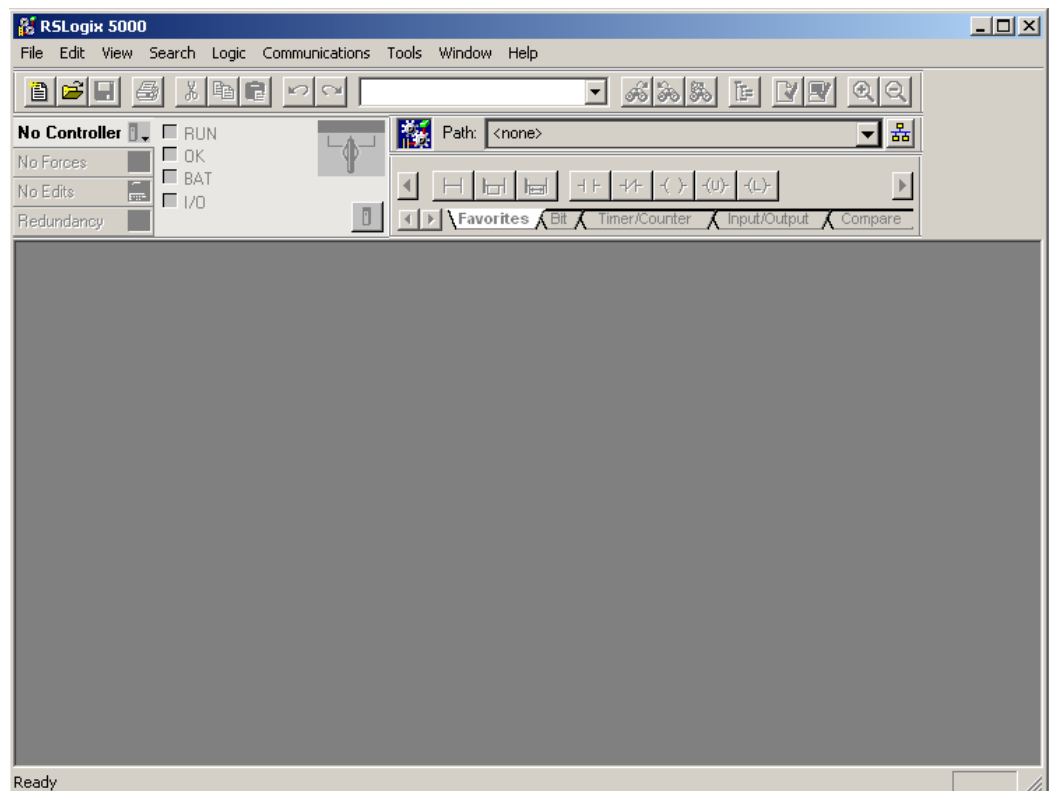 RSLogix 5000
File Edit View Search Logic Communications Tools Window Help
No Controller
RUN
No Forces
OK
No Edits
BAT
I/O
Redundancy
Path: <none>
Favorites Bit Timer/Counter Input/Output Compare
Ready